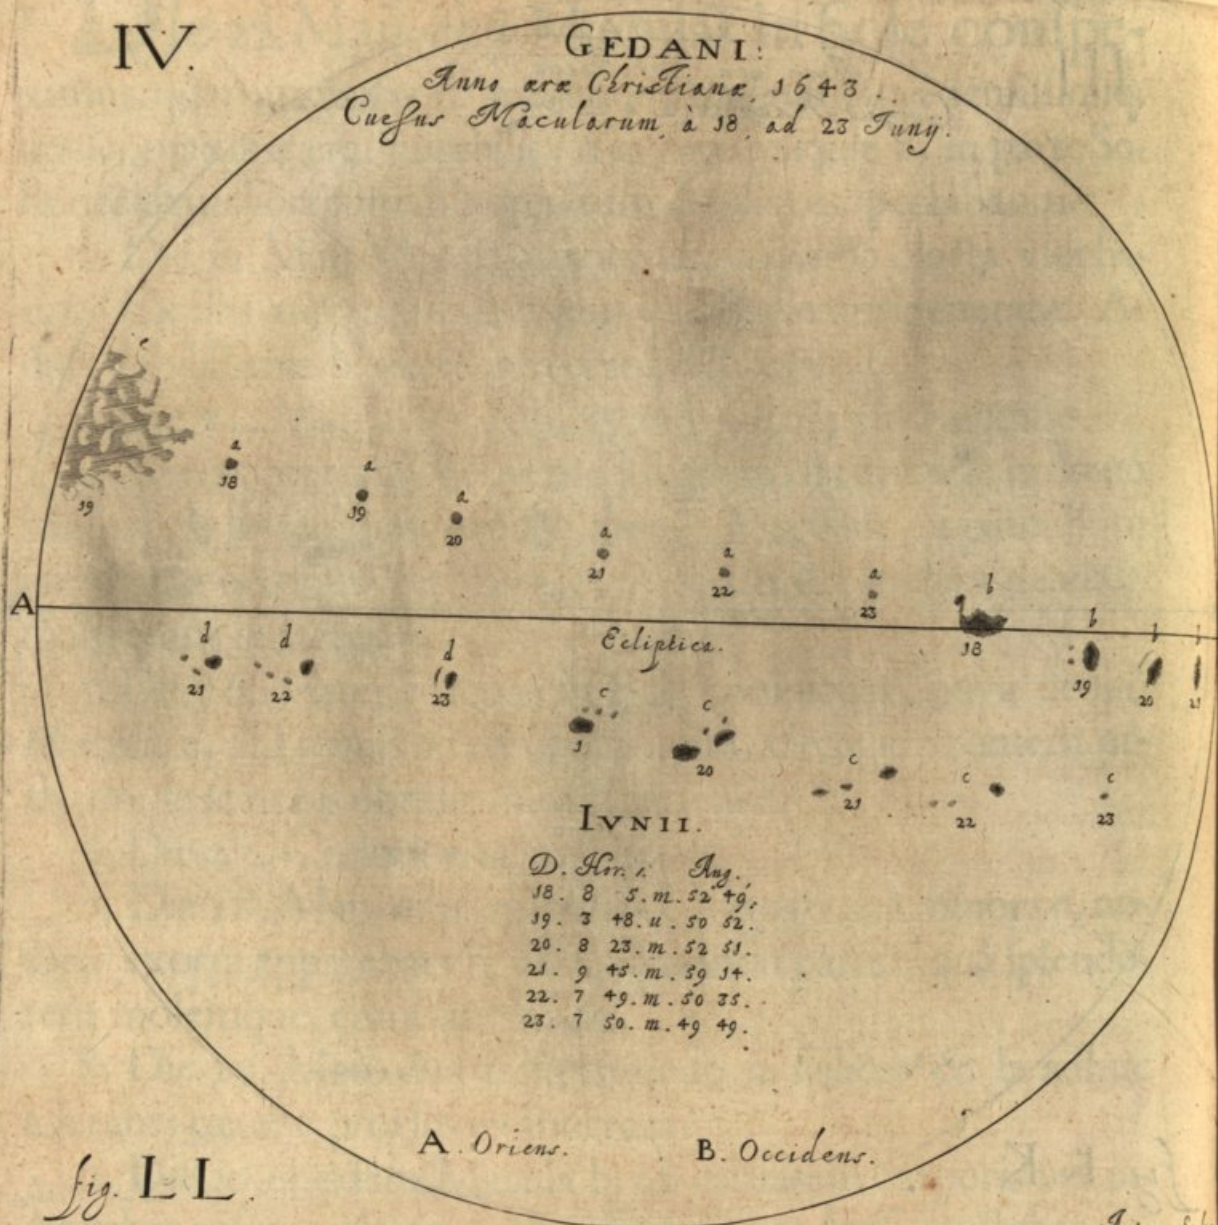 IV.
GEDANI:
Anno æræ Christianæ, 1643.
Cursus Macularum, à 18, ad 23 Junij.
e
19
a
18
a
19
a
20
a
21
a
22
a
23
b
18
b
19
b
20
b
21
A
Ecliptica.
d
21
d
22
d
23
c
1
c
20
c
21
c
22
c
23
IVNII.
D. Hor. s. Ang.
18. 8 5. m. 52 49.
19. 3 48. u. 50 52.
20. 8 23. m. 52 51.
21. 9 45. m. 59 14.
22. 7 49. m. 50 35.
23. 7 50. m. 49 49.
A. Oriens.
B. Occidens.
fig. LL.